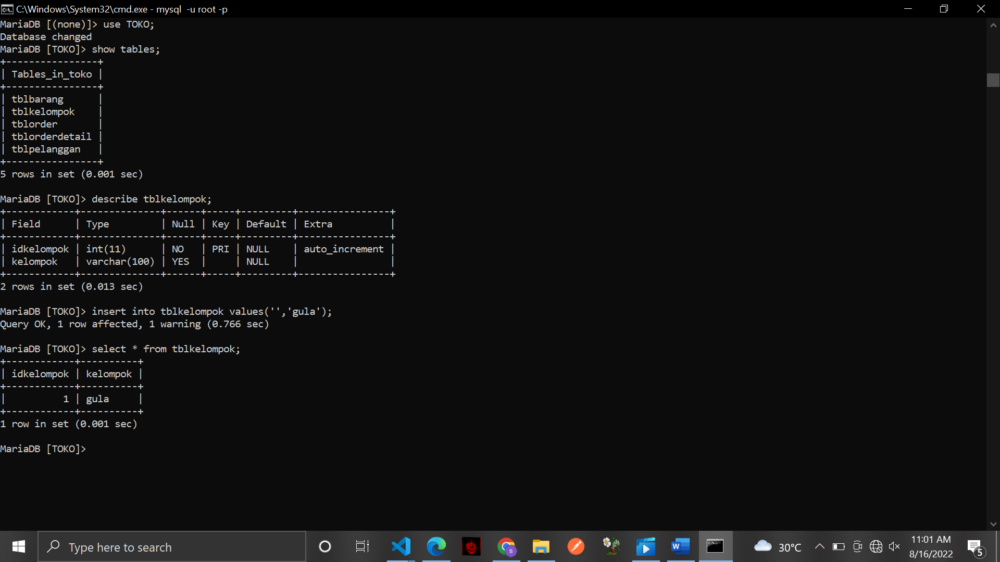 C:\Windows\System32\cmd.exe - mysql  -u root -p
MariaDB [(none)]> use TOKO;
Database changed
MariaDB [TOKO]> show tables;
+----------------+
| Tables_in_toko |
+----------------+
| tblbarang      |
| tblkelompok    |
| tblorder       |
| tblorderdetail |
| tblpelanggan   |
+----------------+
5 rows in set (0.001 sec)
MariaDB [TOKO]> describe tblkelompok;
+------------+--------------+------+-----+---------+----------------+
| Field      | Type         | Null | Key | Default | Extra          |
+------------+--------------+------+-----+---------+----------------+
| idkelompok | int(11)      | NO   | PRI | NULL    | auto_increment |
| kelompok   | varchar(100) | YES  |     | NULL    |                |
+------------+--------------+------+-----+---------+----------------+
2 rows in set (0.013 sec)
MariaDB [TOKO]> insert into tblkelompok values('','gula');
Query OK, 1 row affected, 1 warning (0.766 sec)
MariaDB [TOKO]> select * from tblkelompok;
+------------+----------+
| idkelompok | kelompok |
+------------+----------+
|          1 | gula     |
+------------+----------+
1 row in set (0.001 sec)
MariaDB [TOKO]>
Type here to search
30°C
11:01 AM
8/16/2022
5